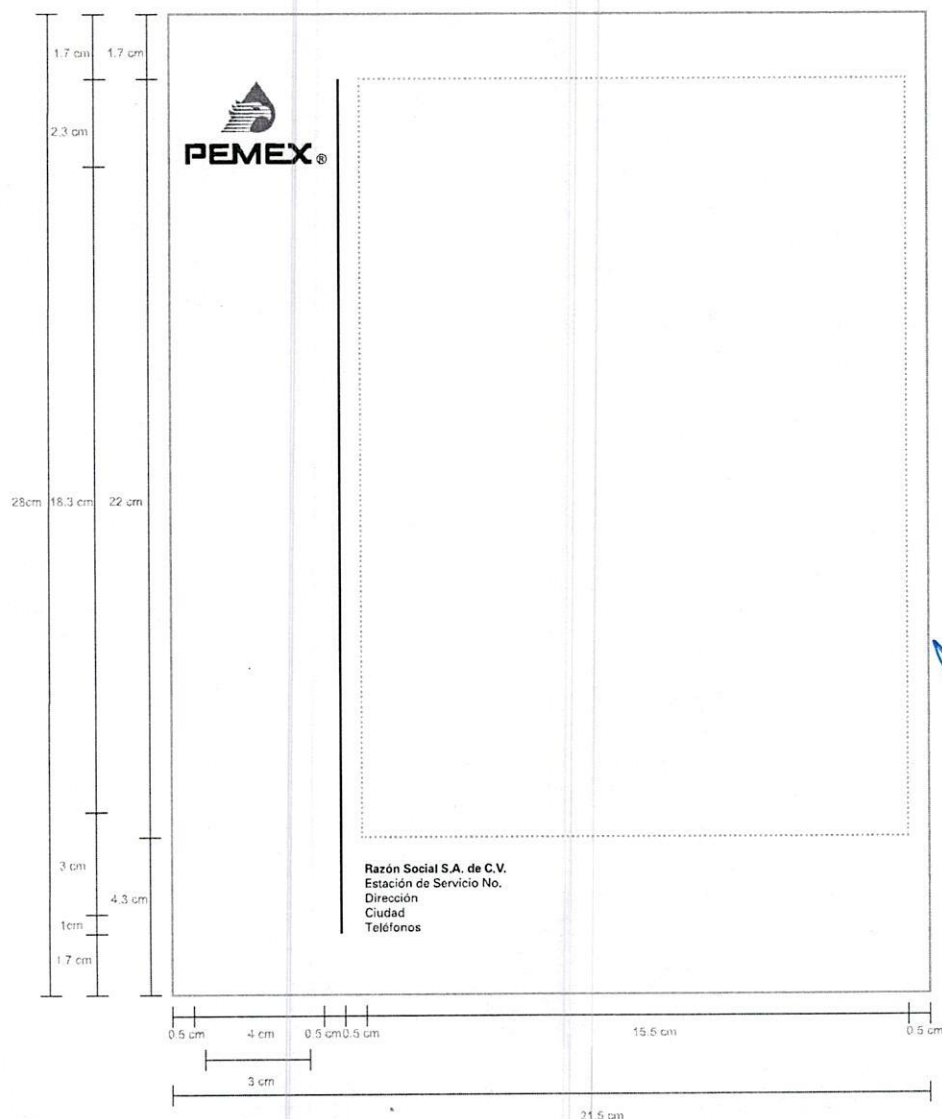 1.7 cm 1.7 cm
2.3 cm
PEMEX®
28cm 18.3 cm 22 cm
3 cm
4.3 cm
1cm
1.7 cm
Razón Social S.A. de C.V.
Estación de Servicio No.
Dirección
Ciudad
Teléfonos
0.5 cm 4 cm 0.5 cm 0.5 cm 15.5 cm 0.5 cm
3 cm
21.5 cm